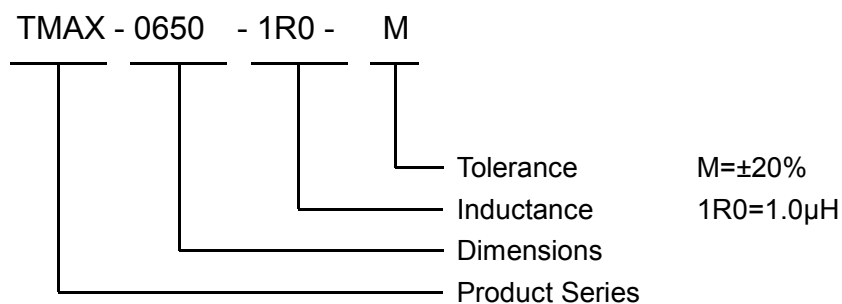 TMAX - 0650 - 1R0 - M
Tolerance M=±20%
Inductance 1R0=1.0µH
Dimensions
Product Series